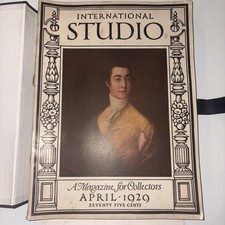 INTERNATIONAL
STUDIO
A Magazine for Collectors
APRIL · 1929
SEVENTY FIVE CENTS